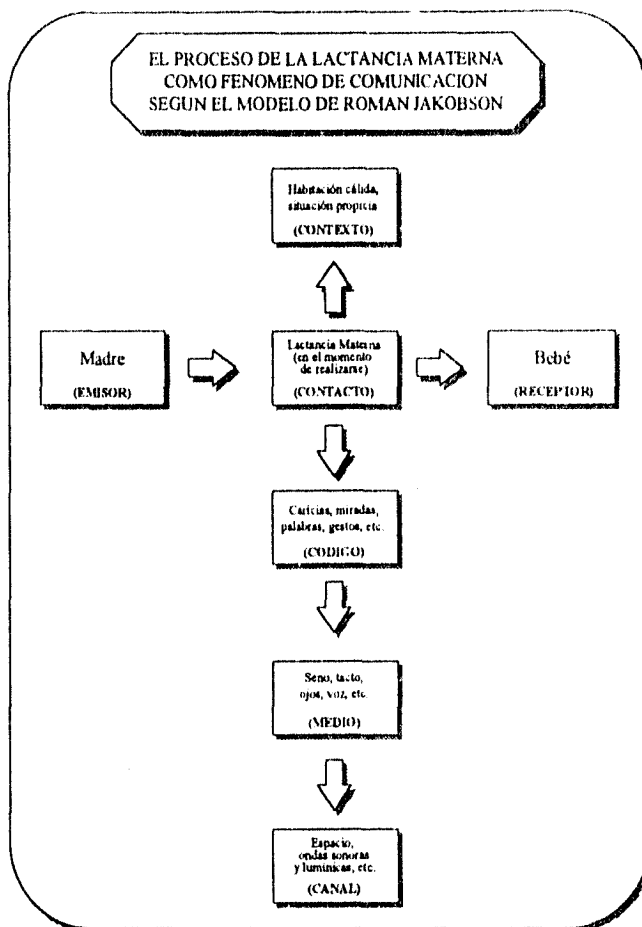 EL PROCESO DE LA LACTANCIA MATERNA
COMO FENOMENO DE COMUNICACION
SEGUN EL MODELO DE ROMAN JAKOBSON
Habitación cálida,
situación propicia
(CONTEXTO)
Madre
(EMISOR)
Lactancia Materna
(en el momento
de realizarse)
(CONTACTO)
Bebé
(RECEPTOR)
Caricias, miradas,
palabras, gestos, etc.
(CODIGO)
Seno, tacto,
ojos, voz, etc.
(MEDIO)
Espacio,
ondas sonoras
y lumínicas, etc.
(CANAL)